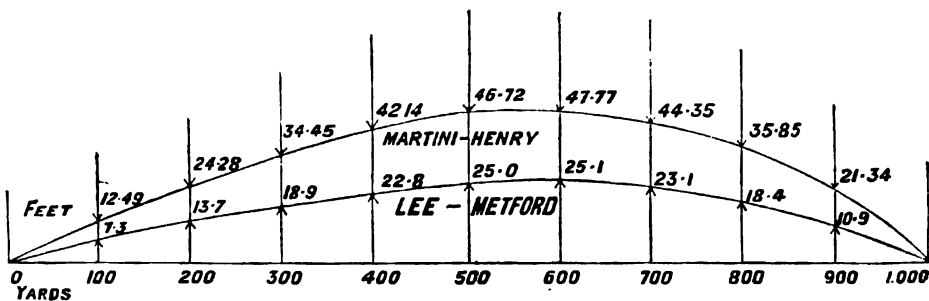 46·72 47·77
42 14 44·35
34·45 35·85
MARTINI-HENRY
24·28 21·34
12·49 25·0 25·1
22·8 23·1
FEET 13·7 18·9 LEE - METFORD 18·4
7.3 10·9
0 100 200 300 400 500 600 700 800 900 1.000
YARDS